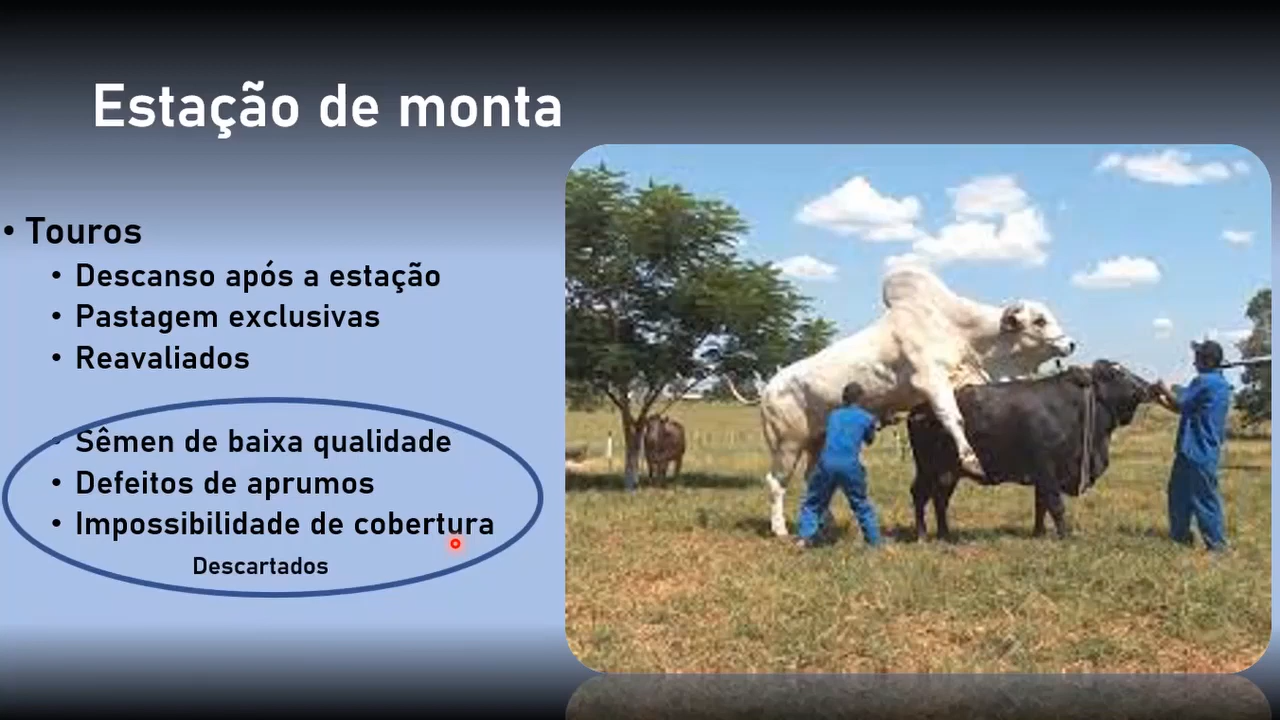 Estação de monta
• Touros
• Descanso após a estação
• Pastagem exclusivas
• Reavaliados
• Sêmen de baixa qualidade
• Defeitos de aprumos
• Impossibilidade de cobertura
Descartados